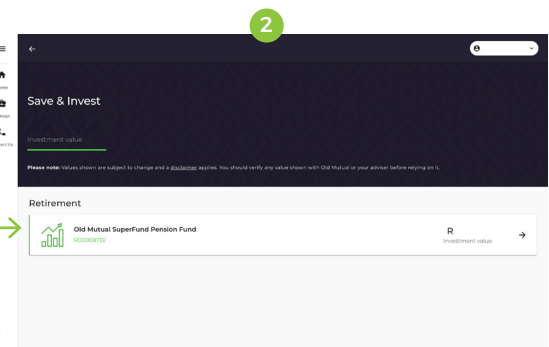 2
Save & Invest
Investment value
Please note: Values shown are subject to change and a disclaimer applies. You should verify any value shown with Old Mutual or your adviser before relying on it.
Retirement
Old Mutual SuperFund Pension Fund
R
Investment value